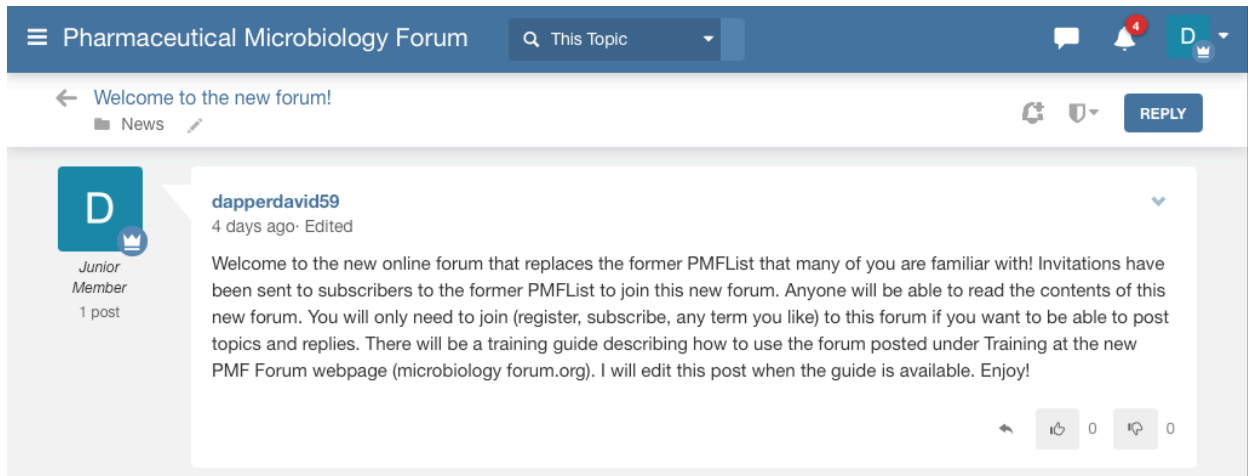 Pharmaceutical Microbiology Forum
This Topic
4
D
Welcome to the new forum!
News
REPLY
D
Junior
Member
1 post
dapperdavid59
4 days ago· Edited
Welcome to the new online forum that replaces the former PMFList that many of you are familiar with! Invitations have
been sent to subscribers to the former PMFList to join this new forum. Anyone will be able to read the contents of this
new forum. You will only need to join (register, subscribe, any term you like) to this forum if you want to be able to post
topics and replies. There will be a training guide describing how to use the forum posted under Training at the new
PMF Forum webpage (microbiology forum.org). I will edit this post when the guide is available. Enjoy!
0
0